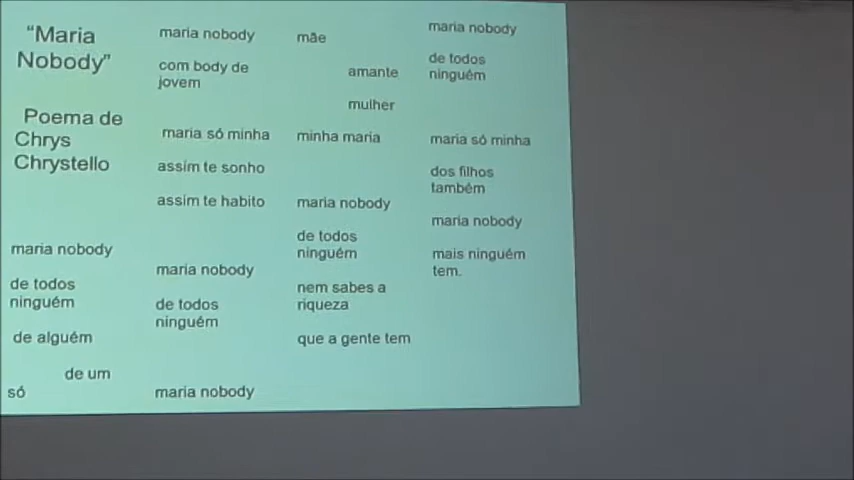 “Maria
Nobody”
Poema de
Chrys
Chrystello
maria nobody
de todos
ninguém
de alguém
de um
só
maria nobody
com body de
jovem
maria só minha
assim te sonho
assim te habito
maria nobody
de todos
ninguém
maria nobody
mãe
amante
mulher
minha maria
maria nobody
de todos
ninguém
nem sabes a
riqueza
que a gente tem
maria nobody
de todos
ninguém
maria só minha
dos filhos
também
maria nobody
mais ninguém
tem.